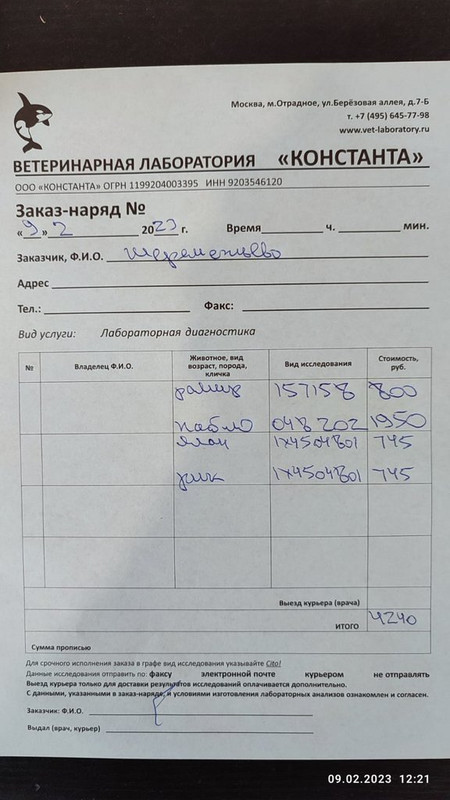 Москва, м.Отрадное, ул.Берёзовая аллея, д.7-Б
т. +7 (495) 645-77-98
www.vet-laboratory.ru
ВЕТЕРИНАРНАЯ ЛАБОРАТОРИЯ «КОНСТАНТА»
ООО «КОНСТАНТА» ОГРН 1199204003395 ИНН 9203546120
Заказ-наряд №
«9» 2 2023 г. Время ч. мин.
Заказчик, Ф.И.О. Шереметьево
Адрес
Тел.: Факс:
Вид услуги: Лабораторная диагностика
№ Владелец Ф.И.О. Животное, вид возраст, порода, кличка Вид исследования Стоимость, руб.
157158 800
пабло 048 202 1950
1х4504801 745
1х4504801 745
Выезд курьера (врача)
ИТОГО 4240
Сумма прописью
Для срочного исполнения заказа в графе вид исследования указывайте Cito!
Данные исследования отправить по: факсу электронной почте курьером не отправлять
Выезд курьера только для доставки результатов исследований оплачивается дополнительно.
С данными, указанными в заказ-наряде, и условиями изготовления лабораторных анализов ознакомлен и согласен.
Заказчик: Ф.И.О.
Выдал (врач, курьер)
09.02.2023 12:21